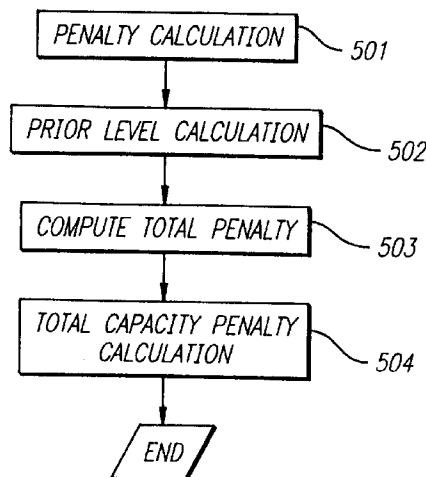 PENALTY CALCULATION
501
PRIOR LEVEL CALCULATION
502
COMPUTE TOTAL PENALTY
503
TOTAL CAPACITY PENALTY
CALCULATION
504
END